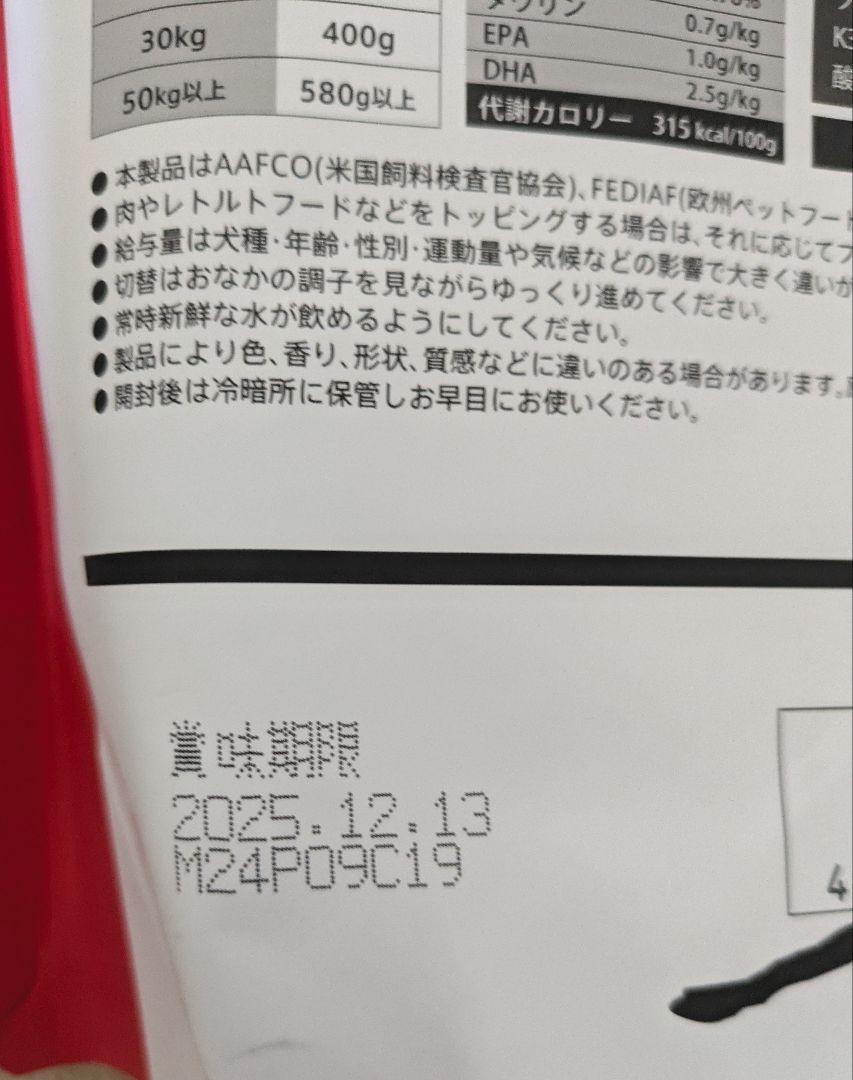 30kg 400g
50kg以上 580g以上
タウリン
0.7g/kg
EPA 1.0g/kg
DHA 2.5g/kg
代謝カロリー 315 kcal/100g
●本製品はAAFCO(米国飼料検査官協会)、FEDIAF(欧州ペットフード
●肉やレトルトフードなどをトッピングする場合は、それに応じて
●給与量は犬種・年齢・性別・運動量や気候などの影響で大きく違いが
●切替はおなかの調子を見ながらゆっくり進めてください。
●常時新鮮な水が飲めるようにしてください。
●製品により色、香り、形状、質感などに違いのある場合があります。
●開封後は冷暗所に保管しお早目にお使いください。
賞味期限
2025.12.13
M24P09C19
4
酸